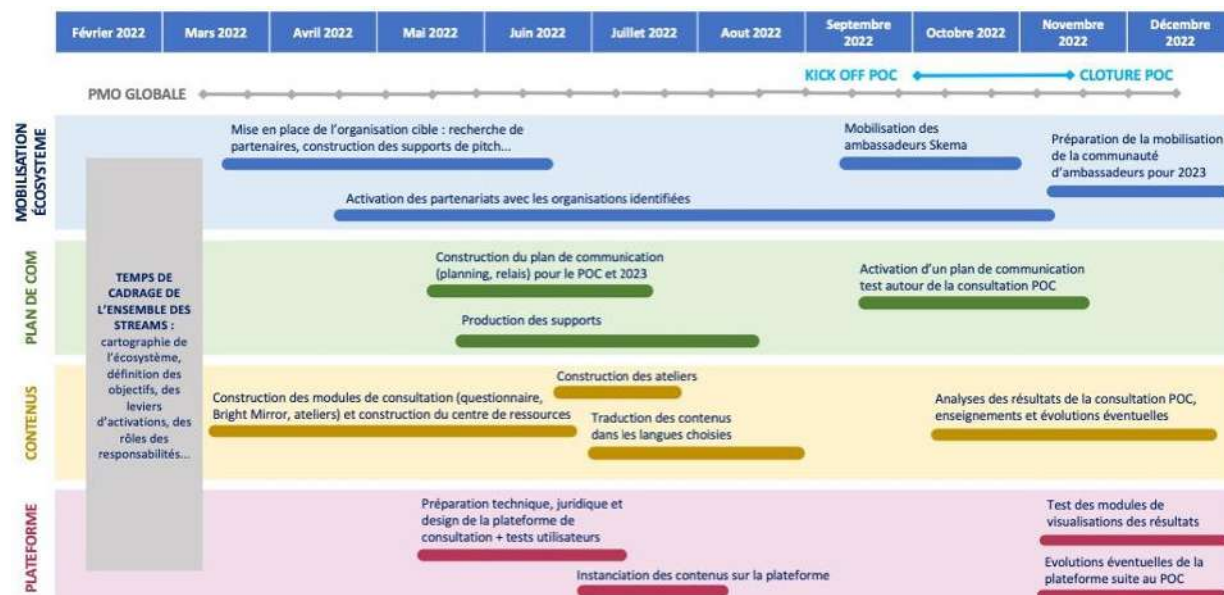 Février 2022
Mars 2022
Avril 2022
Mai 2022
Juin 2022
Juillet 2022
Aout 2022
Septembre
2022
Octobre 2022
Novembre
2022
Décembre
2022
KICK OFF POC
CLOTURE POC
PMO GLOBALE
MOBILISATION
ÉCOSYSTEME
Mise en place de l'organisation cible : recherche de
partenaires, construction des supports de pitch...
Mobilisation des
ambassadeurs Skema
Préparation de la mobilisation
de la communauté
d'ambassadeurs pour 2023
Activation des partenariats avec les organisations identifiées
TEMPS DE
CADRAGE DE
L'ENSEMBLE DES
STREAMS :
cartographie de
l'écosystème,
définition des
objectifs, des
leviers
d'activations, des
rôles des
responsabilités...
PLAN DE COM
Construction du plan de communication
(planning, relais) pour le POC et 2023
Activation d'un plan de communication
test autour de la consultation POC
Production des supports
CONTENUS
Construction des ateliers
Construction des modules de consultation (questionnaire,
Bright Mirror, ateliers) et construction du centre de ressources
Traduction des contenus
dans les langues choisies
Analyses des résultats de la consultation POC,
enseignements et évolutions éventuelles
PLATEFORME
Préparation technique, juridique et
design de la plateforme de
consultation + tests utilisateurs
Test des modules de
visualisations des résultats
Instanciation des contenus sur la plateforme
Evolutions éventuelles de la
plateforme suite au POC